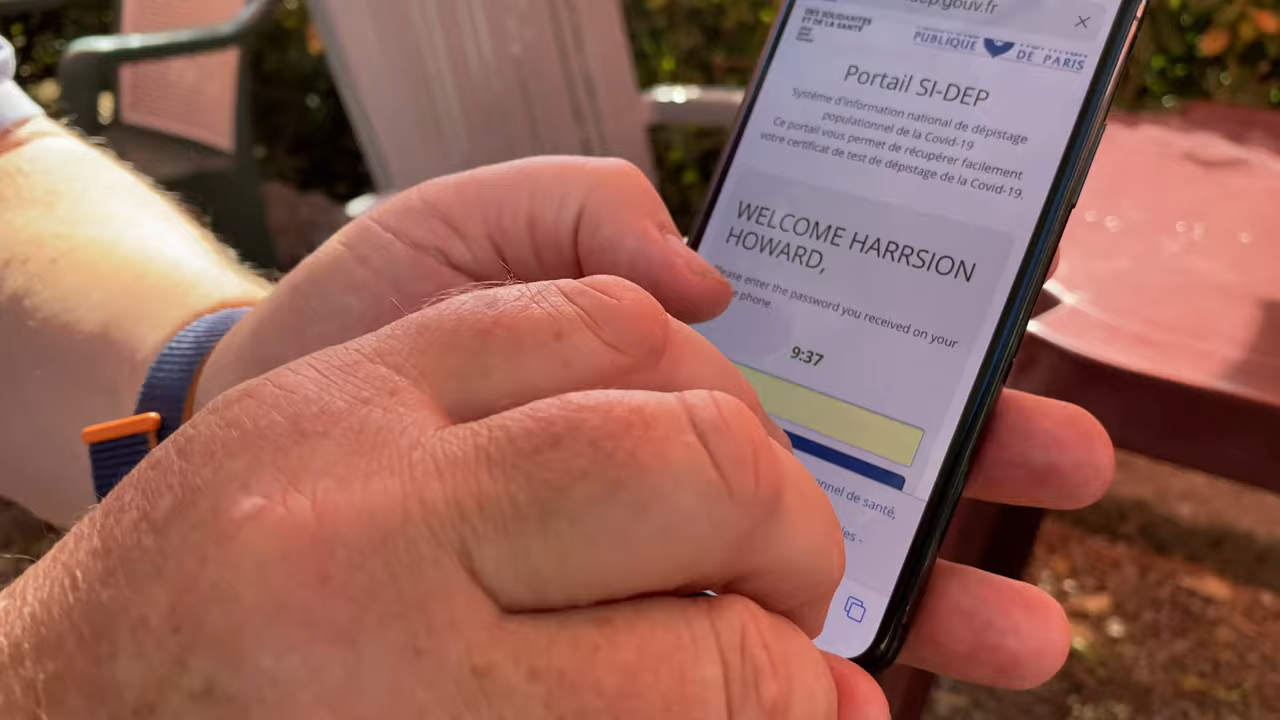 dep.gouv.fr
DES SOLIDARITÉS
ET DE LA SANTÉ
PUBLIQUE
DE PARIS
Portail SI-DEP
Système d'information national de dépistage
populationnel de la Covid-19
Ce portail vous permet de récupérer facilement
votre certificat de test de dépistage de la Covid-19.
WELCOME HARRSION
HOWARD,
Please enter the password you received on your
phone.
9:37
onnel de santé,
les -